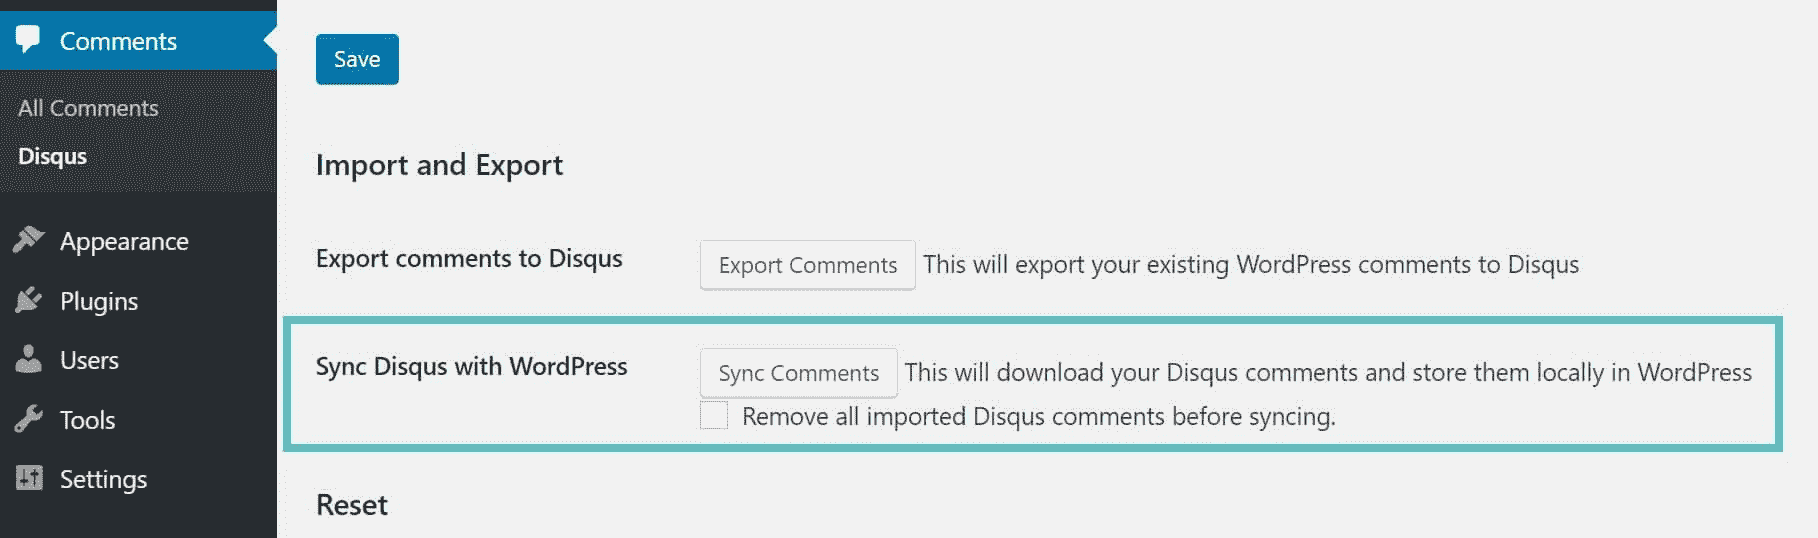 Comments
All Comments
Disqus
Appearance
Plugins
Users
Tools
Settings
Save
Import and Export
Export comments to Disqus
Export Comments This will export your existing WordPress comments to Disqus
Sync Disqus with WordPress
Sync Comments This will download your Disqus comments and store them locally in WordPress
Remove all imported Disqus comments before syncing.
Reset